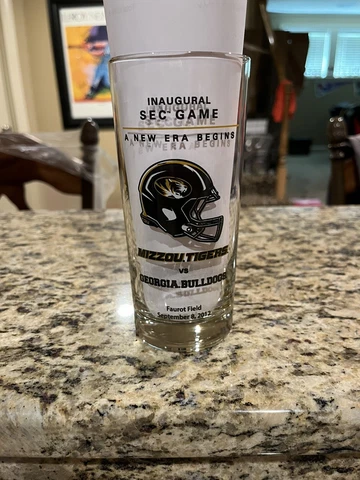 INAUGURAL
SEC GAME
A NEW ERA BEGINS
MIZZOU TIGERS
VS
GEORGIA BULLDOGS
Faurot Field
September 8, 2012